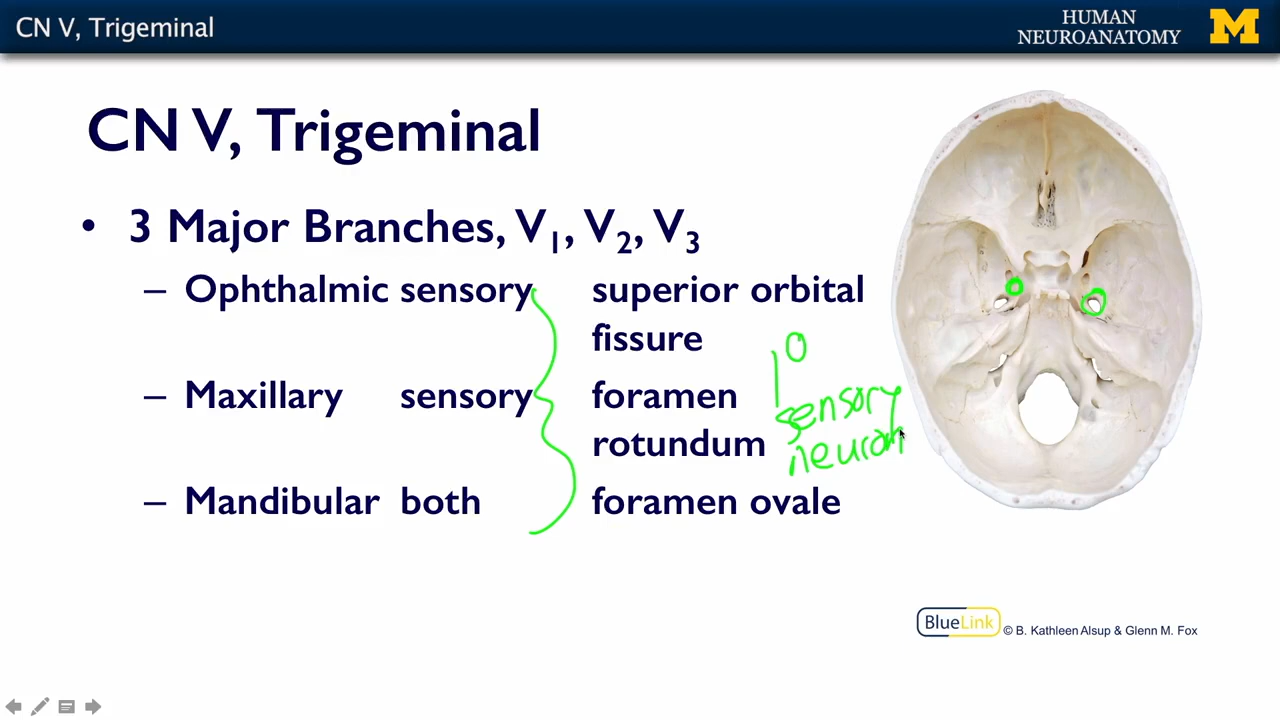 CN V, Trigeminal
HUMAN
NEUROANATOMY
M
CN V, Trigeminal
• 3 Major Branches, V1, V2, V3
– Ophthalmic sensory superior orbital
fissure
– Maxillary sensory foramen
rotundum
sensory
neuron
– Mandibular both foramen ovale
BlueLink © B. Kathleen Alsup & Glenn M. Fox